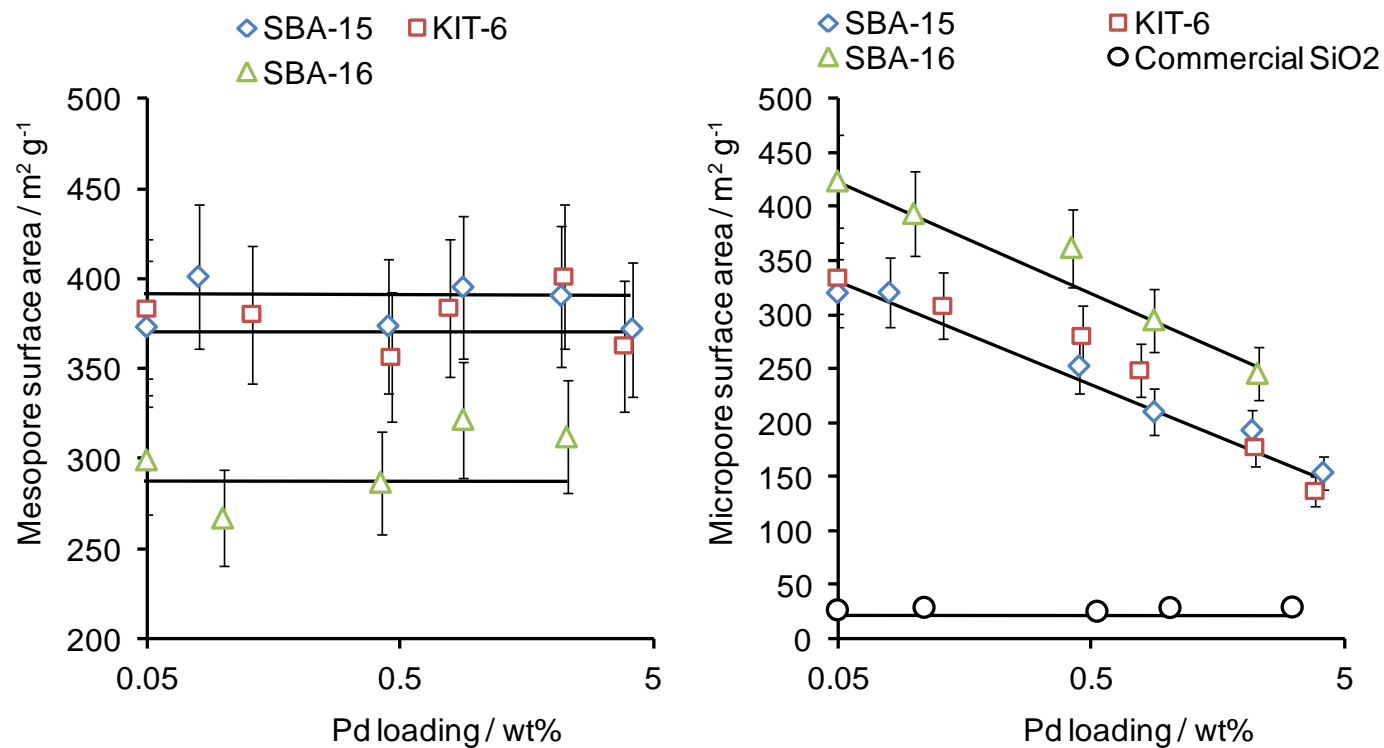 SBA-15 KIT-6
SBA-16
Mesopore surface area / m² g⁻¹
500
450
400
350
300
250
200
0.05 0.5 5
Pd loading / wt%
SBA-15 KIT-6
SBA-16 Commercial SiO2
Micropore surface area / m² g⁻¹
500
450
400
350
300
250
200
150
100
50
0
0.05 0.5 5
Pd loading / wt%